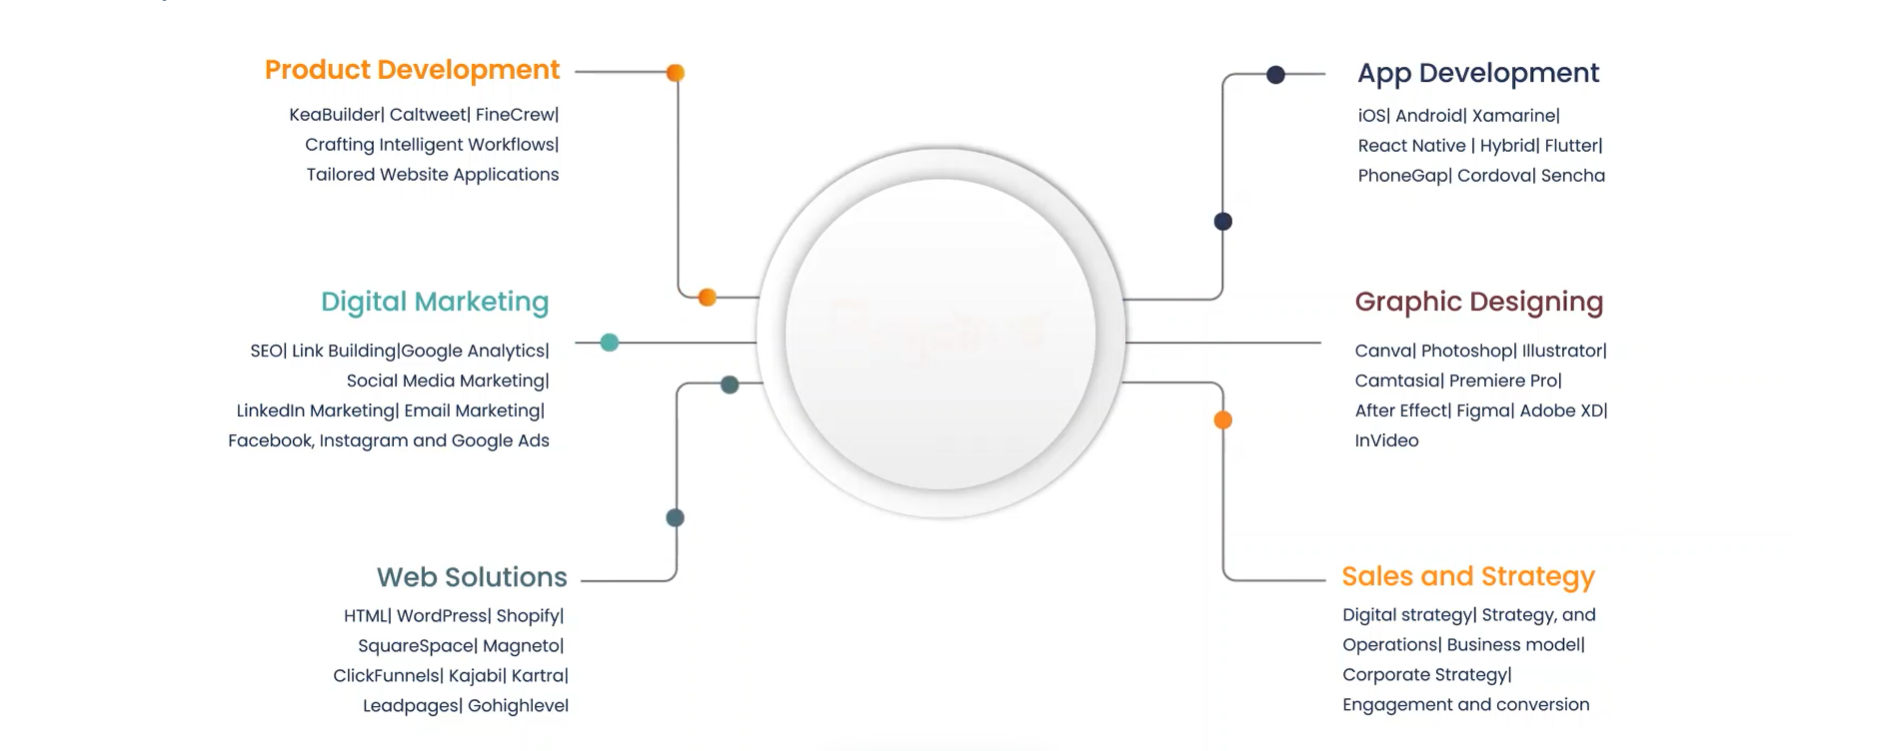 Product Development
KeaBuilder| Caltweet| FineCrew|
Crafting Intelligent Workflows|
Tailored Website Applications
Digital Marketing
SEO| Link Building|Google Analytics|
Social Media Marketing|
LinkedIn Marketing| Email Marketing|
Facebook, Instagram and Google Ads
Web Solutions
HTML| WordPress| Shopify|
SquareSpace| Magneto|
ClickFunnels| Kajabi| Kartra|
Leadpages| Gohighlevel
App Development
iOS| Android| Xamarine|
React Native | Hybrid| Flutter|
PhoneGap| Cordova| Sencha
Graphic Designing
Canva| Photoshop| Illustrator|
Camtasia| Premiere Pro|
After Effect| Figma| Adobe XD|
InVideo
Sales and Strategy
Digital strategy| Strategy, and
Operations| Business model|
Corporate Strategy|
Engagement and conversion